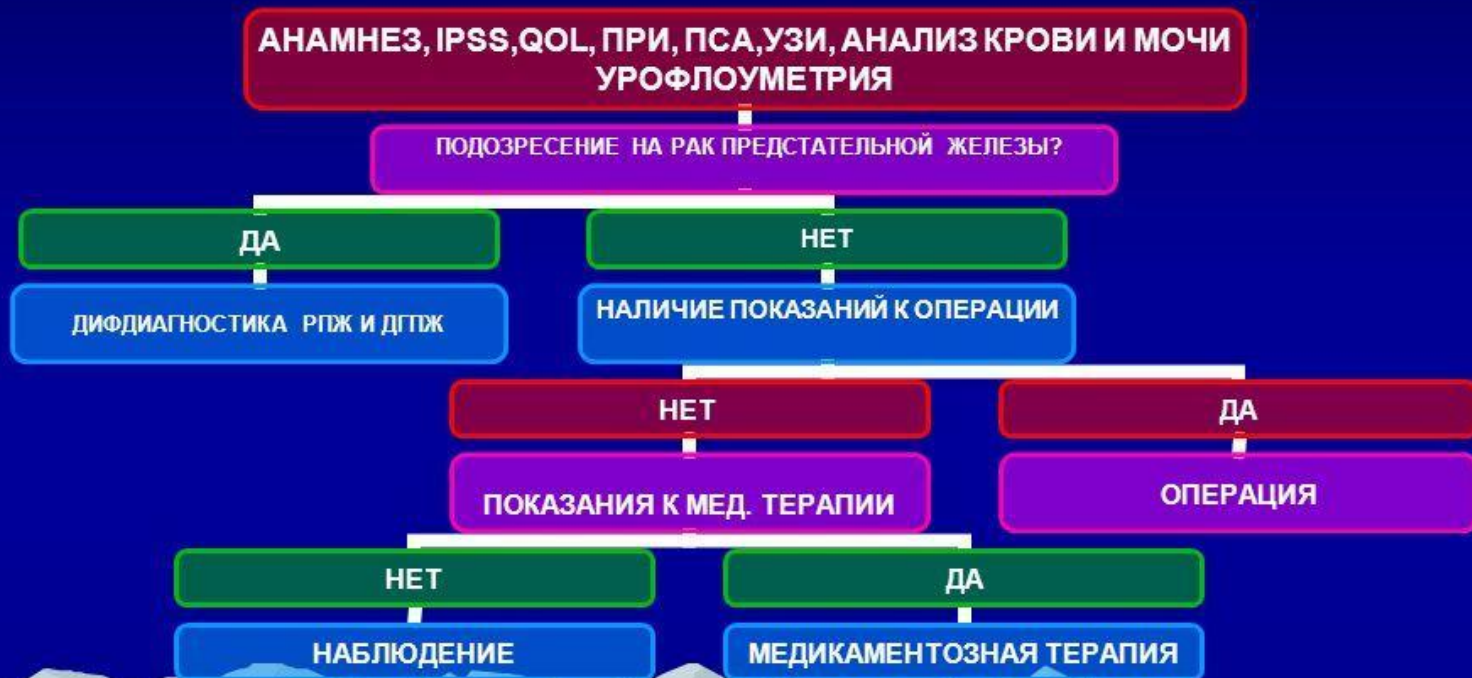 АНАМНЕЗ, IPSS,QOL, ПРИ, ПСА,УЗИ, АНАЛИЗ КРОВИ И МОЧИ
УРОФЛОУМЕТРИЯ
ПОДОЗРЕСЕНИЕ НА РАК ПРЕДСТАТЕЛЬНОЙ ЖЕЛЕЗЫ?
ДА
НЕТ
ДИФДИАГНОСТИКА РПЖ И ДГПЖ
НАЛИЧИЕ ПОКАЗАНИЙ К ОПЕРАЦИИ
НЕТ
ДА
ПОКАЗАНИЯ К МЕД. ТЕРАПИИ
ОПЕРАЦИЯ
НЕТ
ДА
НАБЛЮДЕНИЕ
МЕДИКАМЕНТОЗНАЯ ТЕРАПИЯ